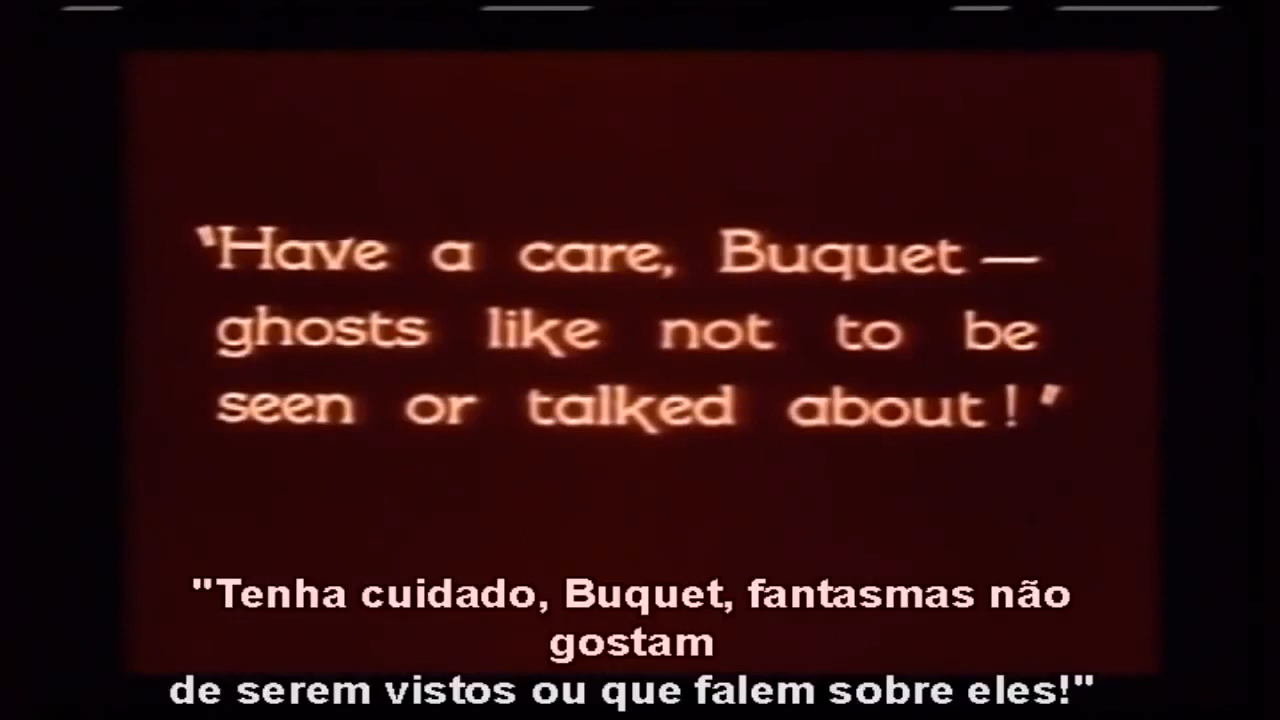 "Have a care, Buquet—
ghosts like not to be
seen or talked about!"
"Tenha cuidado, Buquet, fantasmas não
gostam
de serem vistos ou que falem sobre eles!"